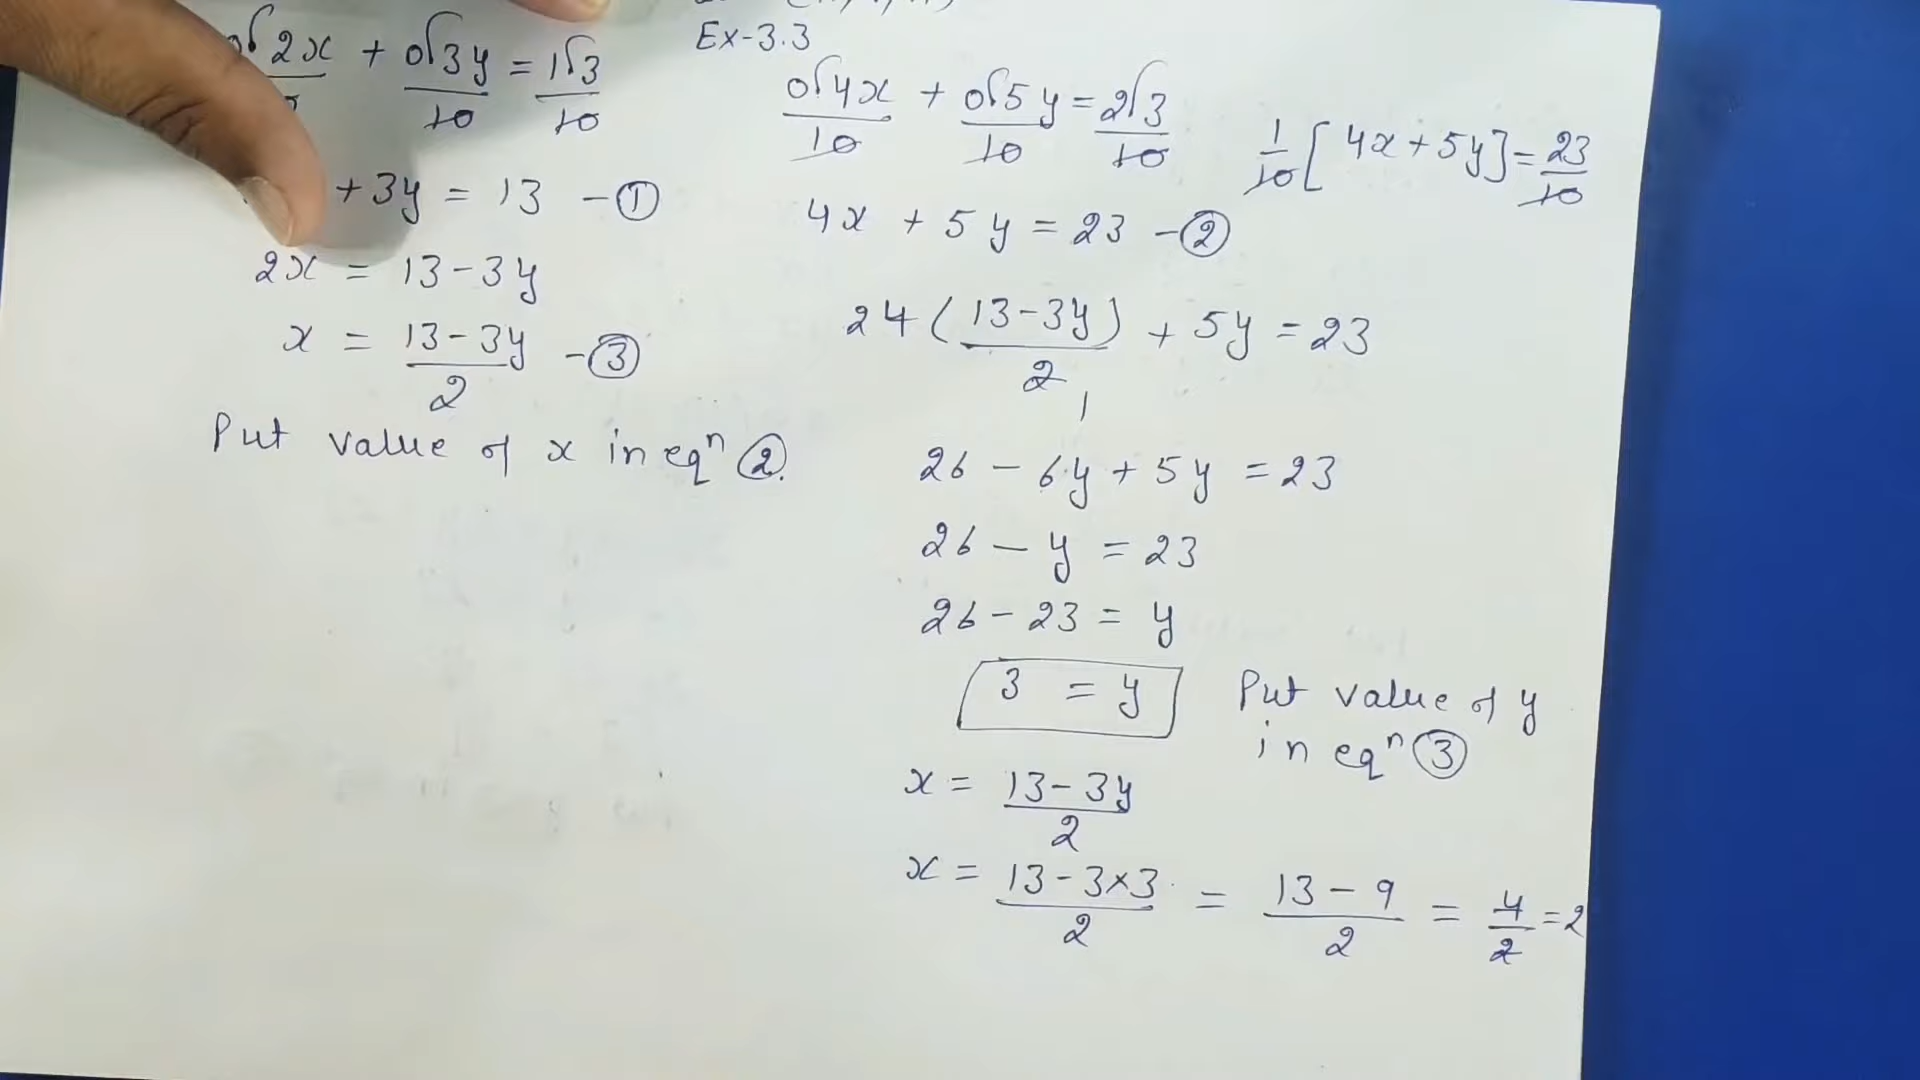 Ex-3.3
2x + 0.3y = 1.3
10 10
+ 3y = 13 - ①
2x = 13 - 3y
x = 13 - 3y - ③
2
Put value of x in eqⁿ ②.
0.4x + 0.5y = 2.3
10 10 10
1/10 [4x + 5y] = 23/10
4x + 5y = 23 - ②
24 (13 - 3y) + 5y = 23
2
1
26 - 6y + 5y = 23
26 - y = 23
26 - 23 = y
3 = y
Put value of y
in eqⁿ ③
x = 13 - 3y
2
x = 13 - 3×3 = 13 - 9 = 4 = 2
2 2 2